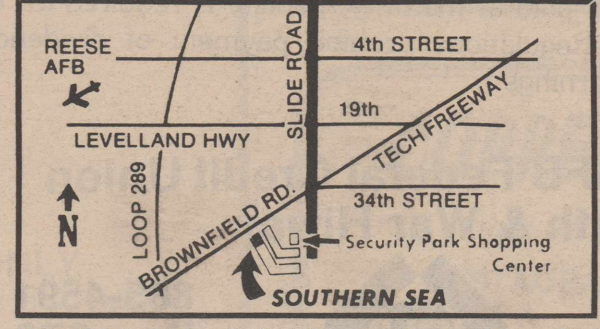 REESE
AFB
SLIDE ROAD
4th STREET
19th
TECH FREEWAY
LEVELLAND HWY
LOOP 289
34th STREET
BROWNFIELD RD.
N
Security Park Shopping
Center
SOUTHERN SEA